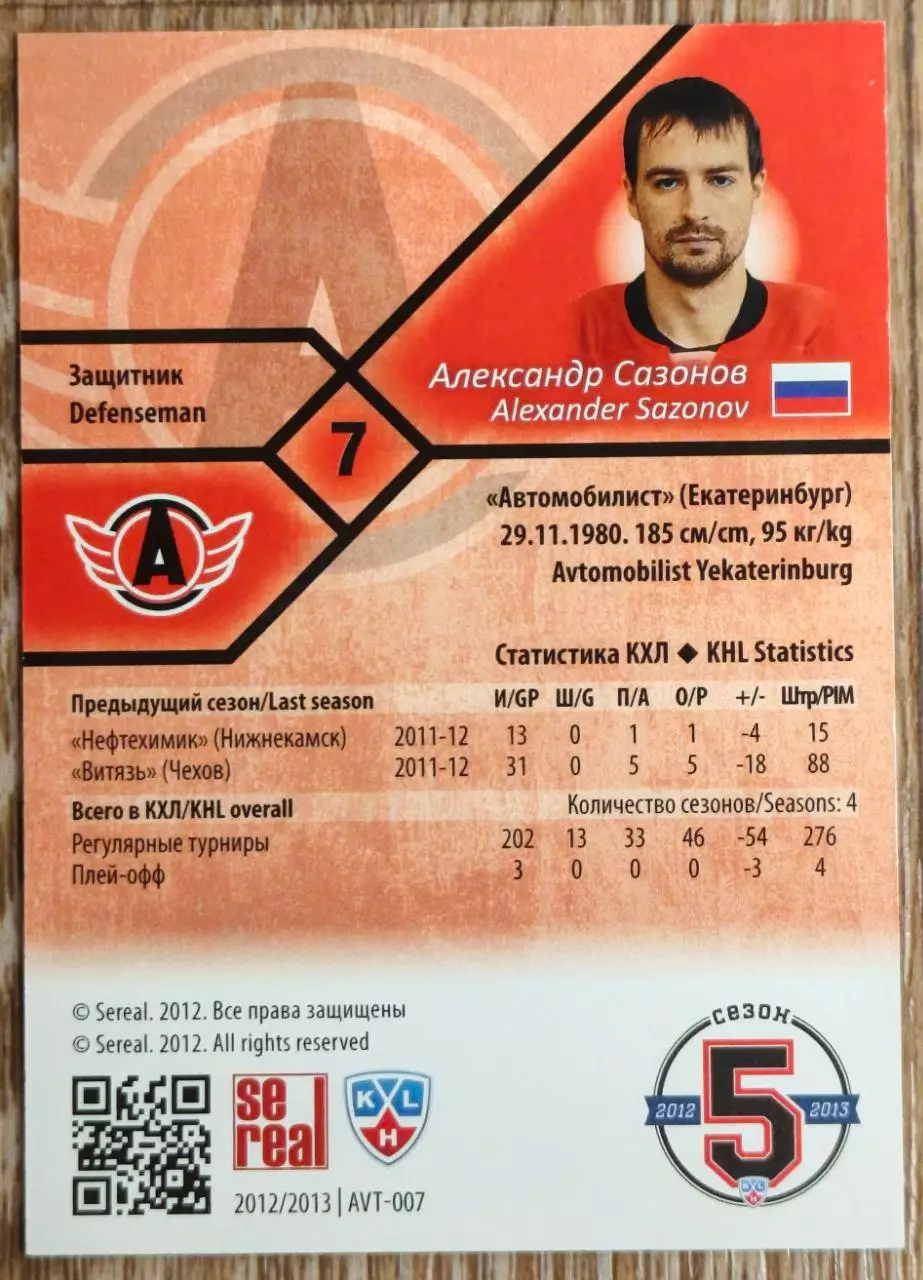 Александр Сазонов
Alexander Sazonov
Защитник
Defenseman
7
«Автомобилист» (Екатеринбург)
29.11.1980. 185 см/cm, 95 кг/kg
Avtomobilist Yekaterinburg
A
Статистика КХЛ ◆ KHL Statistics
Предыдущий сезон/Last season И/GP Ш/G П/A О/P +/- Штр/PIM
«Нефтехимик» (Нижнекамск) 2011-12 13 0 1 1 -4 15
«Витязь» (Чехов) 2011-12 31 0 5 5 -18 88
Всего в КХЛ/KHL overall Количество сезонов/Seasons: 4
Регулярные турниры 202 13 33 46 -54 276
Плей-офф 3 0 0 0 -3 4
© Sereal. 2012. Все права защищены
© Sereal. 2012. All rights reserved
se
real
KXL
H
2012/2013 | AVT-007
сезон
2012 5 2013
KXL
H